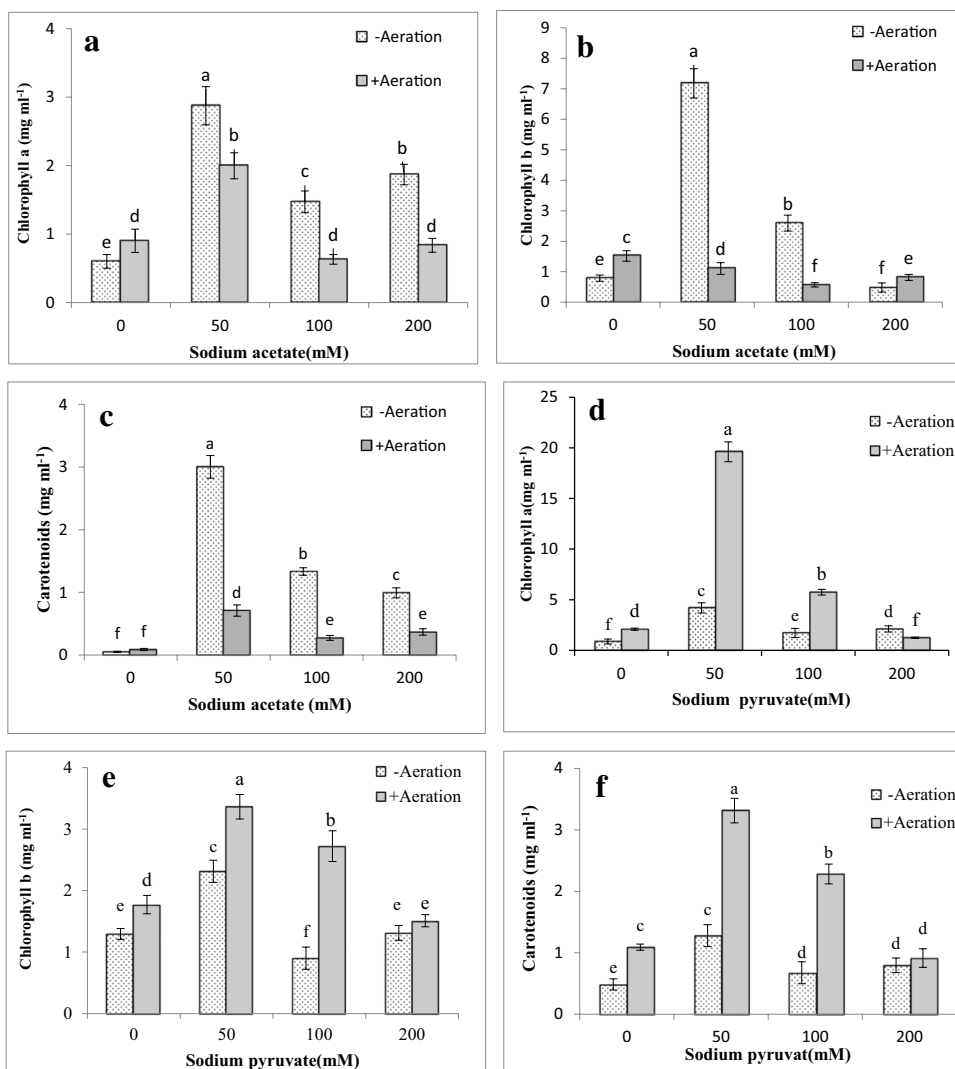 a
-Aeration
+Aeration
Chlorophyll a (mg ml-1)
4
3
2
1
0
e d a b c d b d
0 50 100 200
Sodium acetate(mM)
b
-Aeration
+Aeration
Chlorophyll b (mg ml-1)
9
8
7
6
5
4
3
2
1
0
e c a d b f f e
0 50 100 200
Sodium acetate (mM)
c
-Aeration
+Aeration
Carotenoids (mg ml-1)
4
3
2
1
0
f f a d b e c e
0 50 100 200
Sodium acetate (mM)
d
-Aeration
+Aeration
Chlorophyll a(mg ml-1)
25
20
15
10
5
0
f d c a e b d f
0 50 100 200
Sodium pyruvate(mM)
e
-Aeration
+Aeration
Chlorophyll b (mg ml-1)
4
3
2
1
0
e d c a f b e e
0 50 100 200
Sodium pyruvate(mM)
f
-Aeration
+Aeration
Carotenoids (mg ml-1)
4
3
2
1
0
e c c a d b d d
0 50 100 200
Sodium pyruvat(mM)